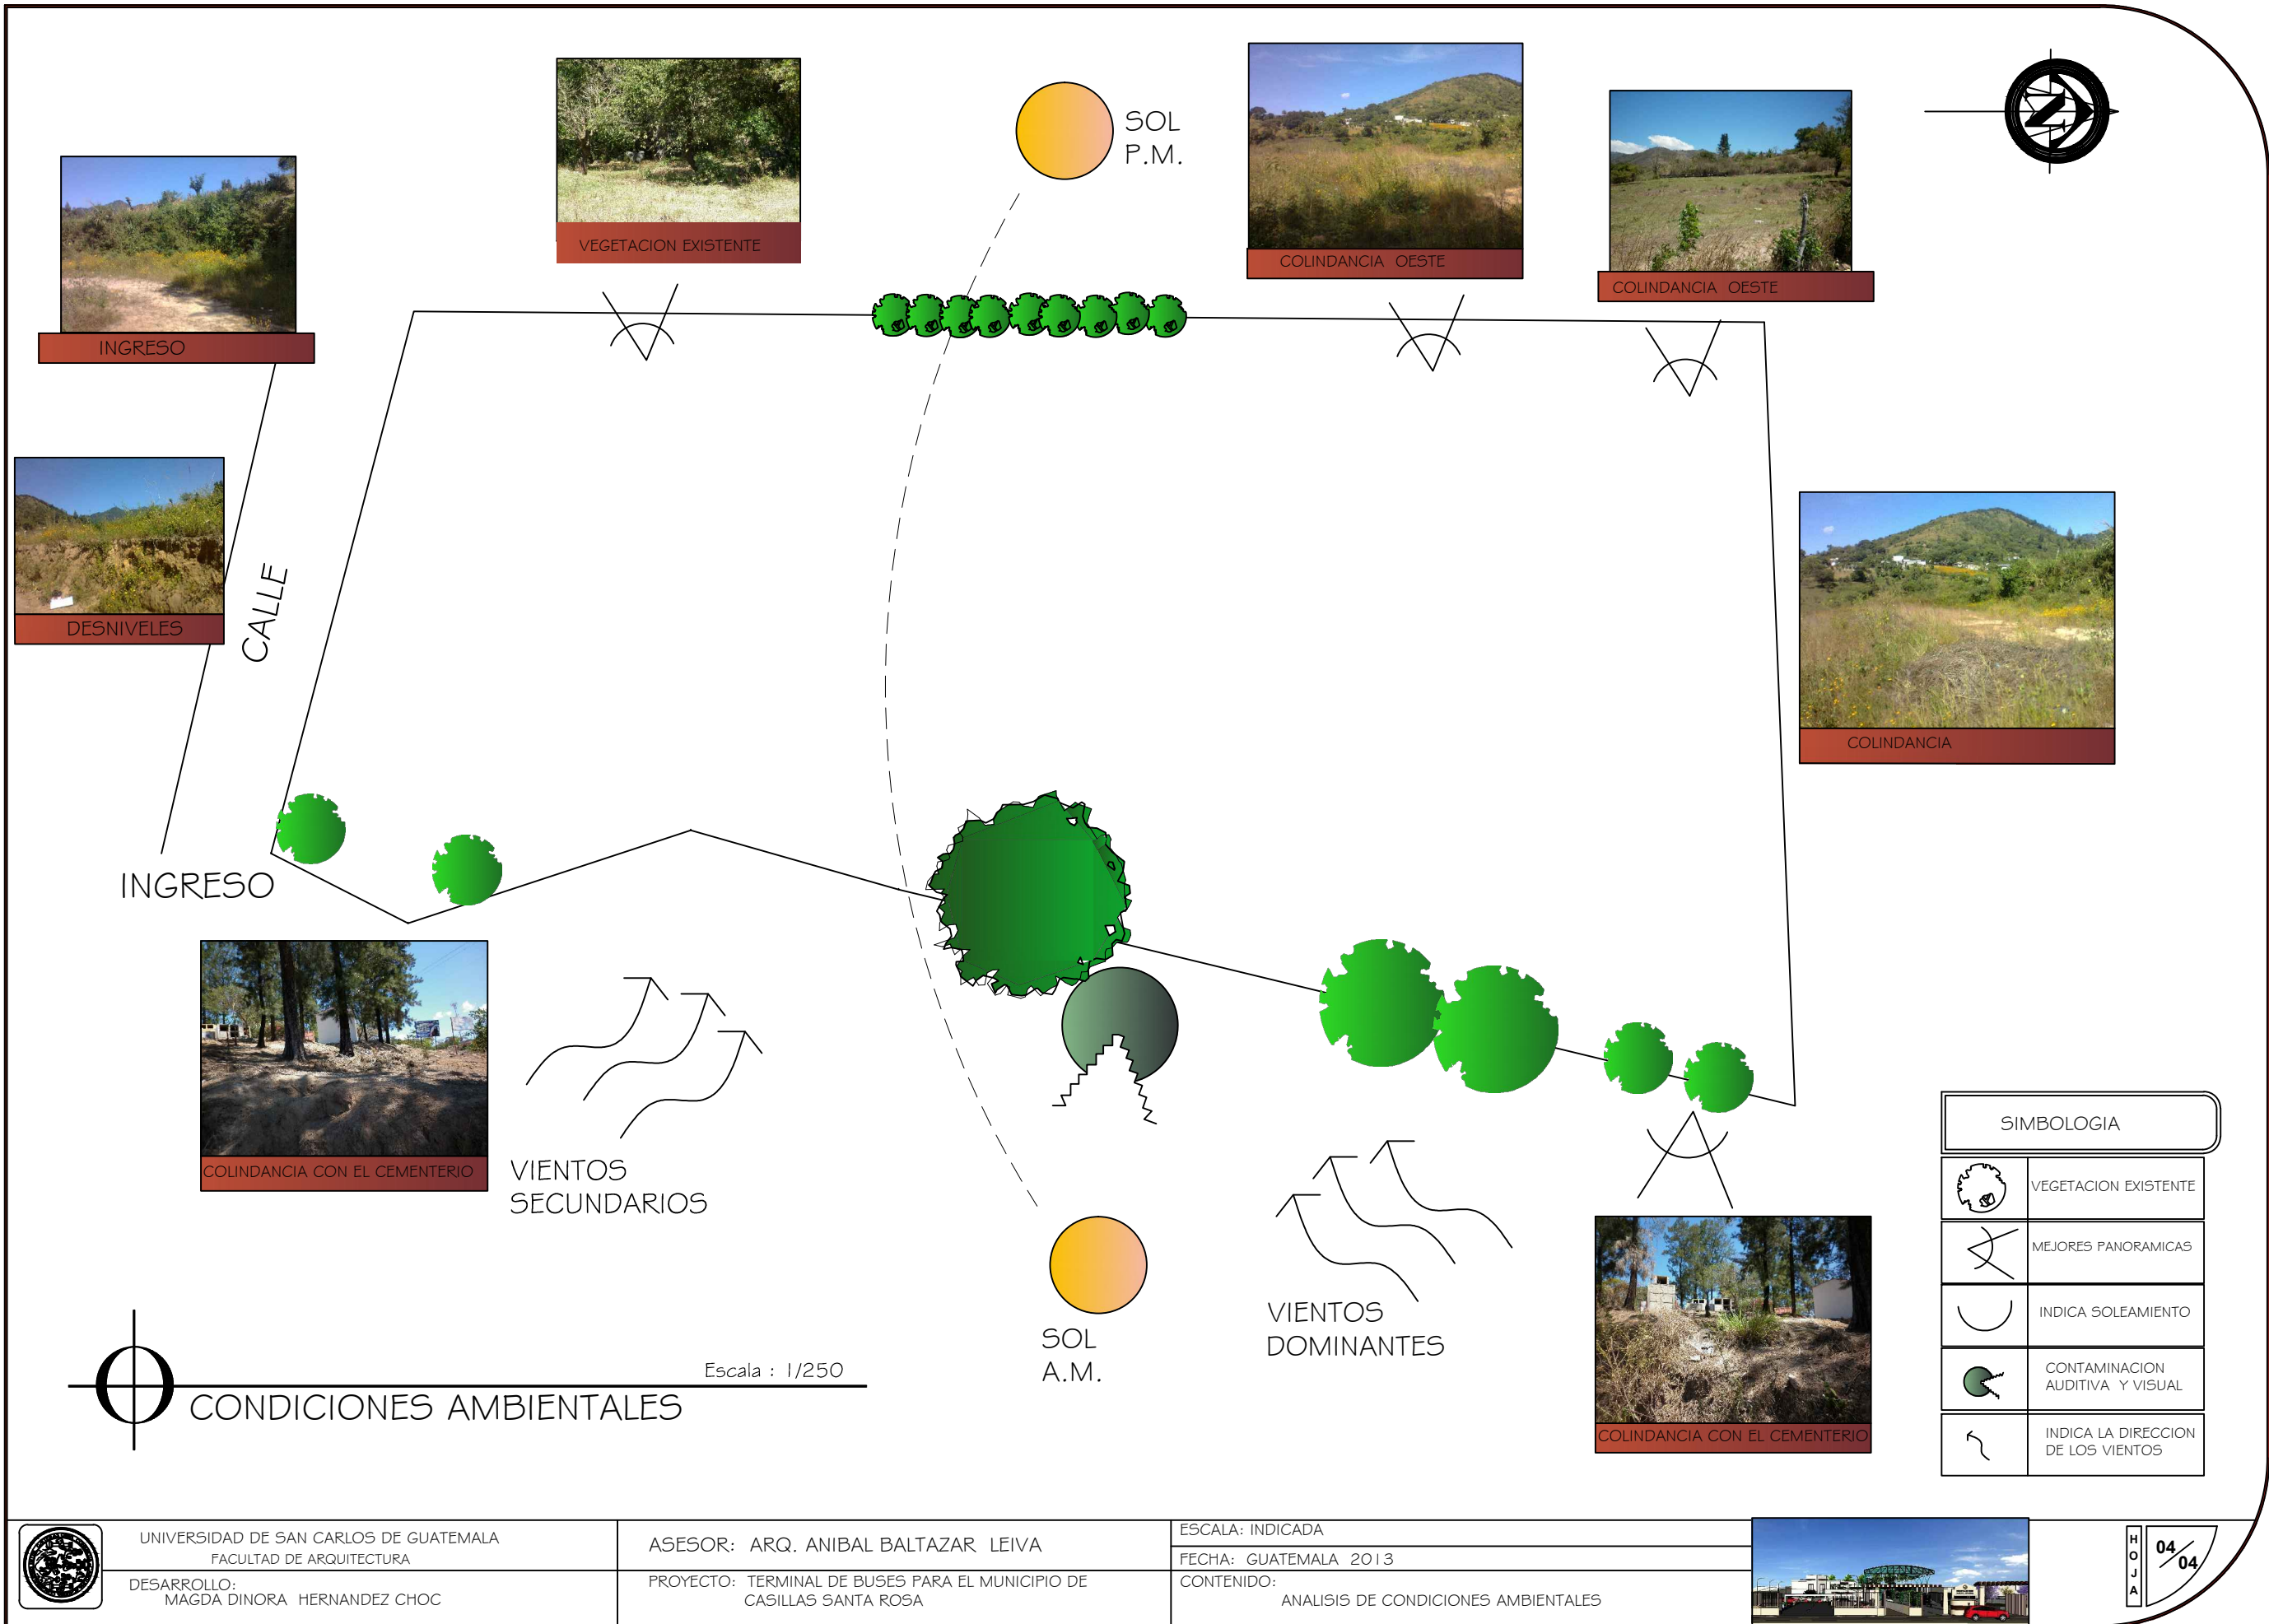 SOL
P.M.
N
VEGETACION EXISTENTE
COLINDANCIA OESTE
COLINDANCIA OESTE
INGRESO
DESNIVELES
CALLE
COLINDANCIA
INGRESO
COLINDANCIA CON EL CEMENTERIO
VIENTOS
SECUNDARIOS
SOL
A.M.
VIENTOS
DOMINANTES
COLINDANCIA CON EL CEMENTERIO
SIMBOLOGIA
VEGETACION EXISTENTE
MEJORES PANORAMICAS
INDICA SOLEAMIENTO
CONTAMINACION
AUDITIVA Y VISUAL
INDICA LA DIRECCION
DE LOS VIENTOS
Escala : 1/250
CONDICIONES AMBIENTALES
UNIVERSIDAD DE SAN CARLOS DE GUATEMALA
FACULTAD DE ARQUITECTURA
DESARROLLO:
MAGDA DINORA HERNANDEZ CHOC
ASESOR: ARQ. ANIBAL BALTAZAR LEIVA
PROYECTO: TERMINAL DE BUSES PARA EL MUNICIPIO DE
CASILLAS SANTA ROSA
ESCALA: INDICADA
FECHA: GUATEMALA 2013
CONTENIDO:
ANALISIS DE CONDICIONES AMBIENTALES
HOJA
04/04